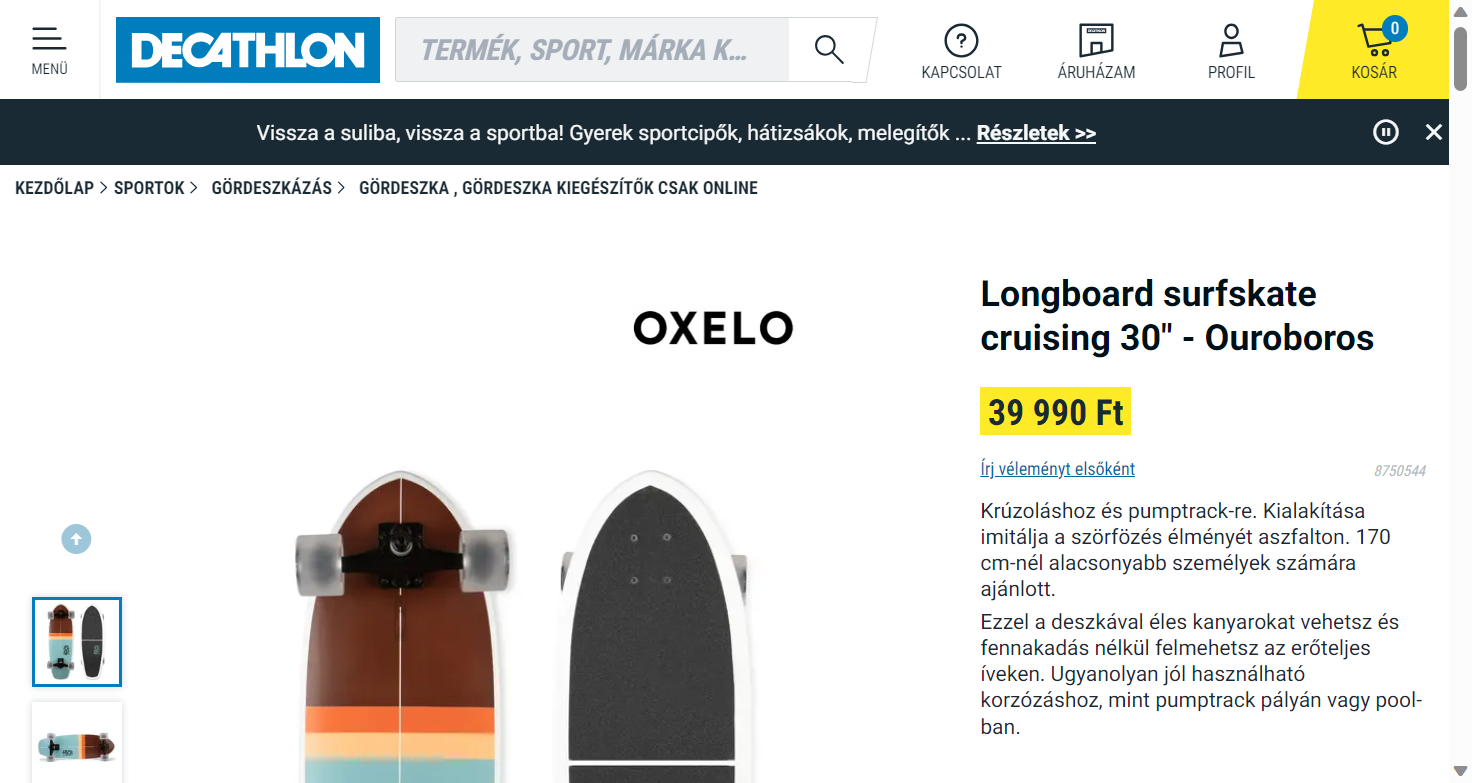 MENÜ
DECATHLON
TERMÉK, SPORT, MÁRKA K...
KAPCSOLAT
ÁRUHÁZAM
PROFIL
0
KOSÁR
Vissza a suliba, vissza a sportba! Gyerek sportcipők, hátizsákok, melegítők ... Részletek >>
KEZDŐLAP > SPORTOK > GÖRDESZKÁZÁS > GÖRDESZKA , GÖRDESZKA KIEGÉSZÍTŐK CSAK ONLINE
OXELO
Longboard surfskate
cruising 30" - Ouroboros
39 990 Ft
Írj véleményt elsőként
8750544
Krúzoláshoz és pumptrack-re. Kialakítása
imitálja a szörfözés élményét aszfalton. 170
cm-nél alacsonyabb személyek számára
ajánlott.
Ezzel a deszkával éles kanyarokat vehetsz és
fennakadás nélkül felmehetsz az erőteljes
íveken. Ugyanolyan jól használható
korzózáshoz, mint pumptrack pályán vagy pool-
ban.